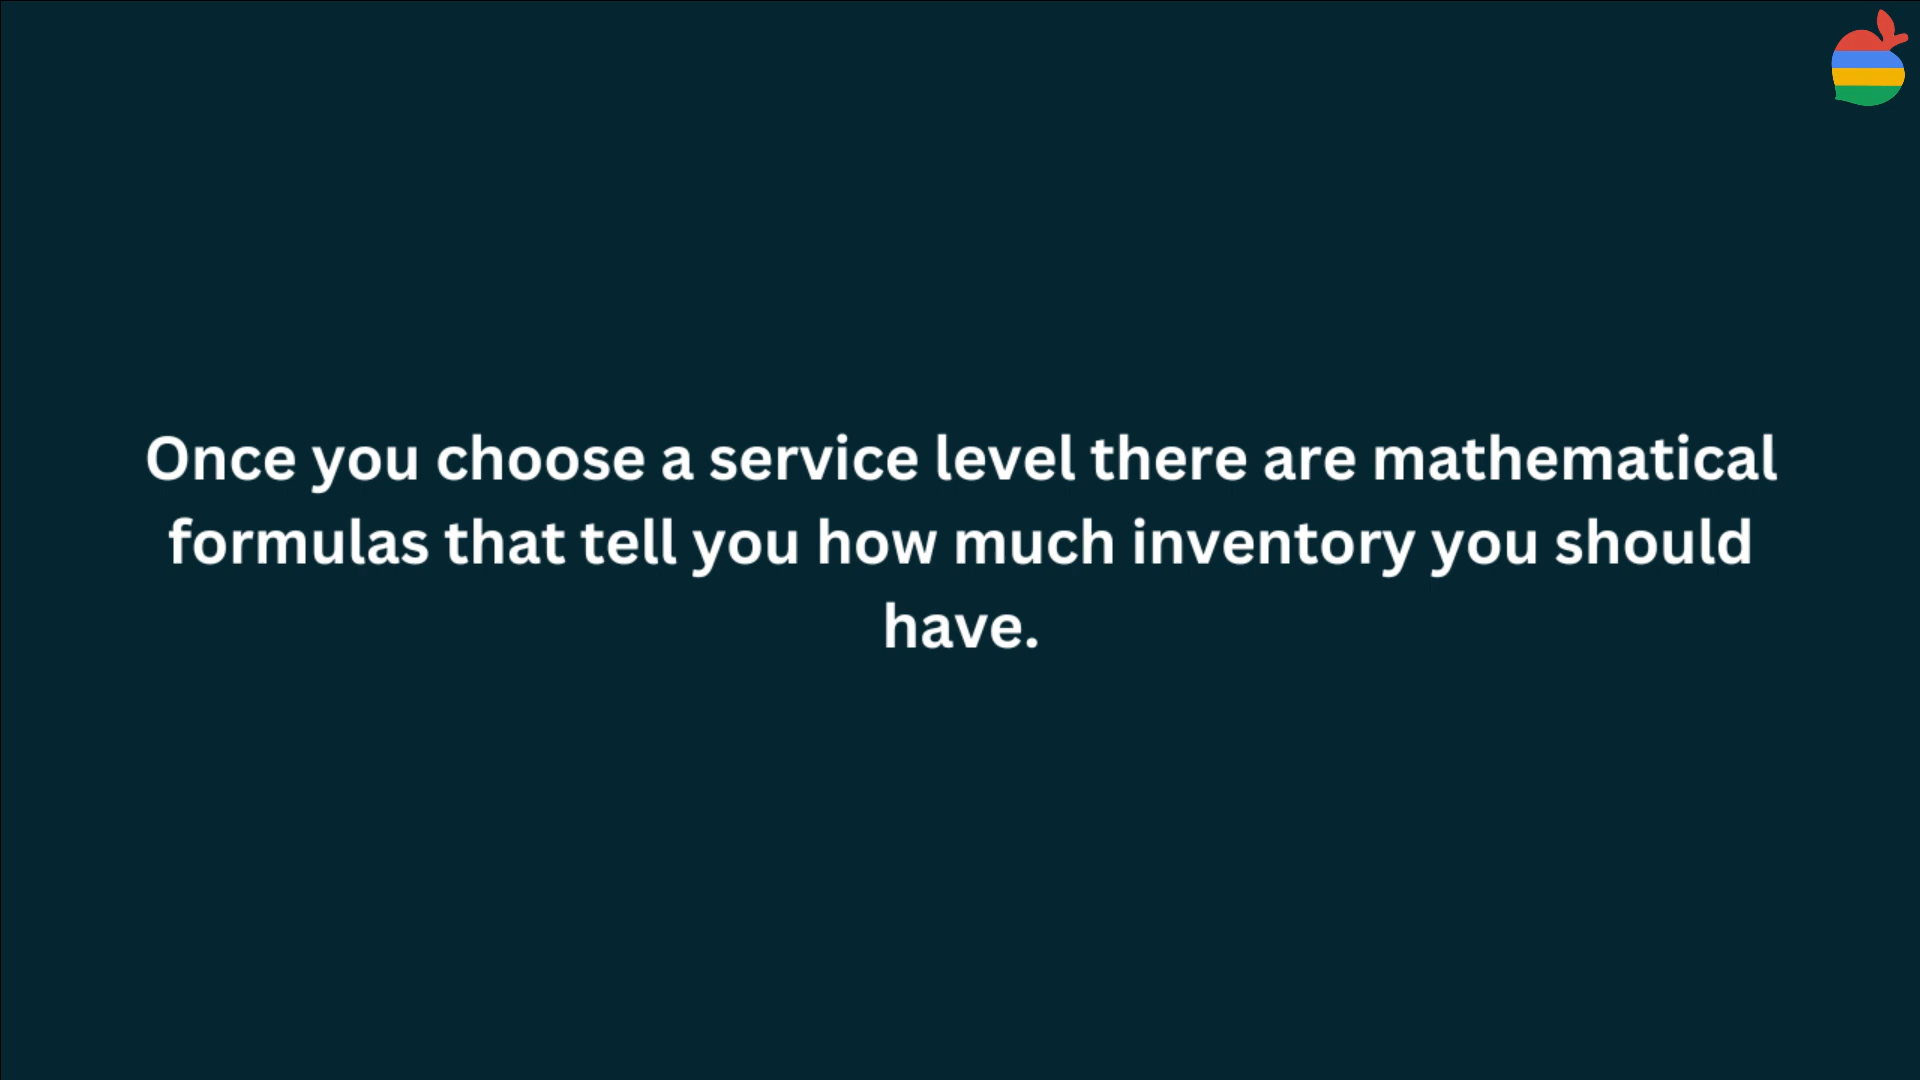 Once you choose a service level there are mathematical
formulas that tell you how much inventory you should
have.